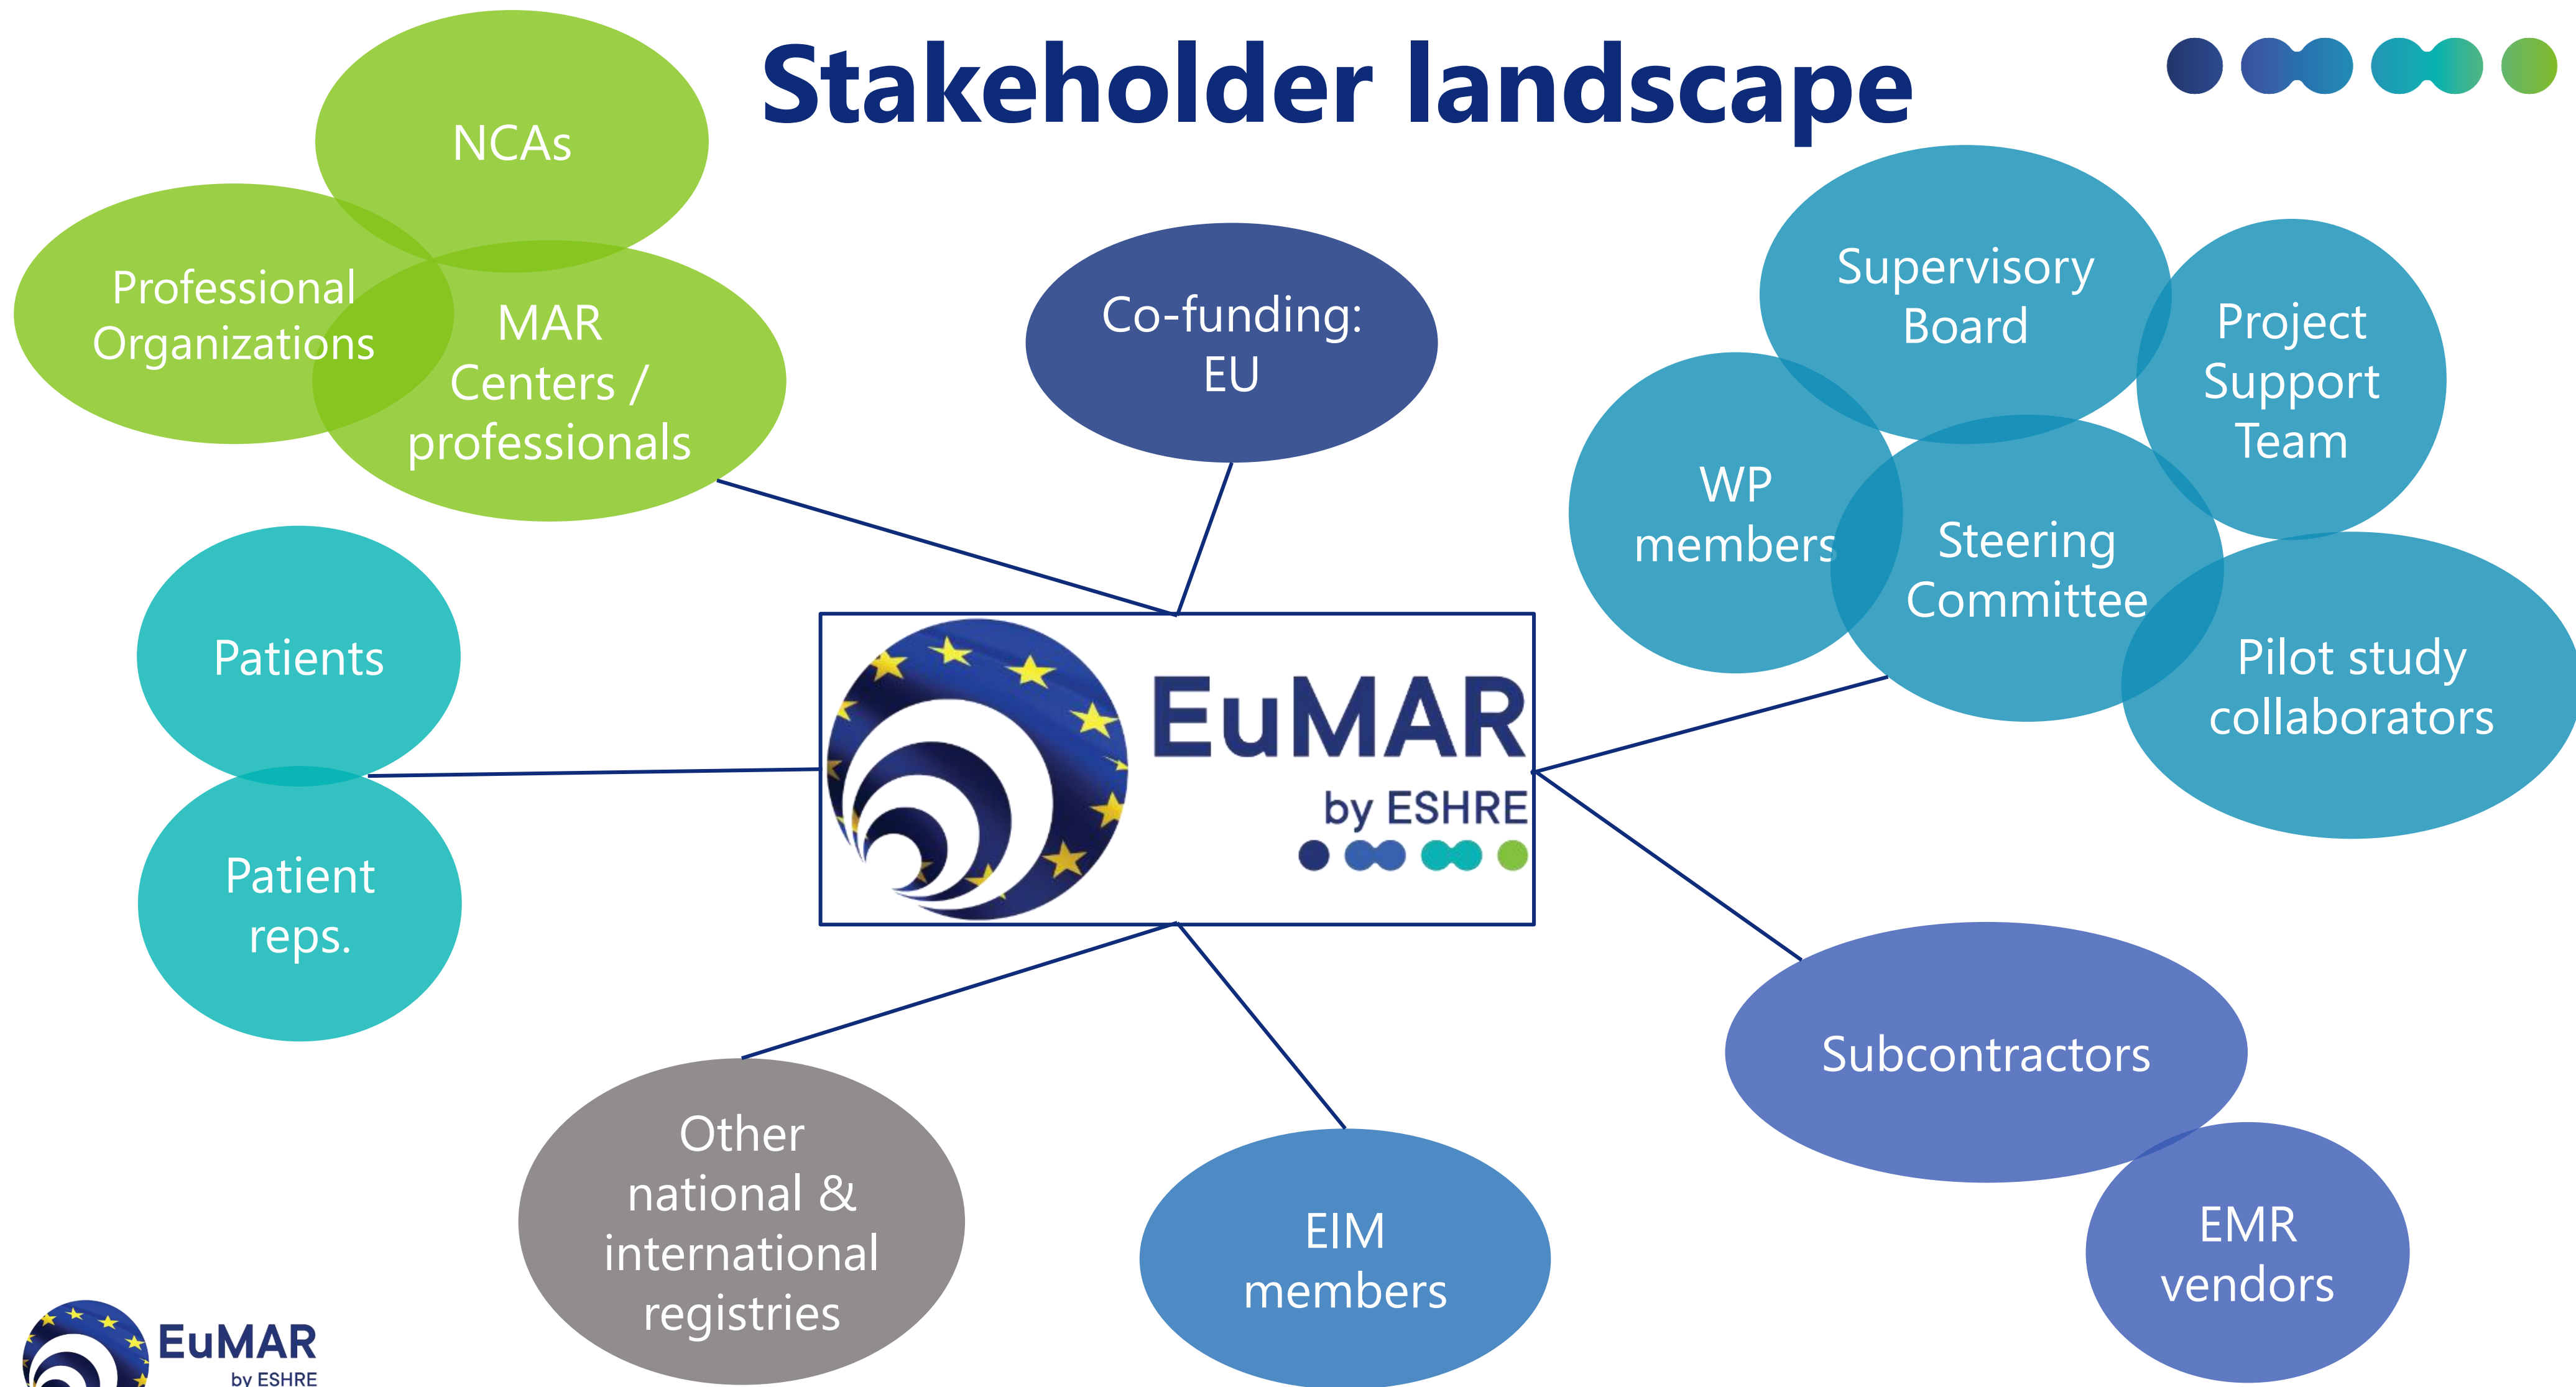 Stakeholder landscape
NCAs
Professional
Organizations
MAR
Centers /
professionals
Co-funding:
EU
Supervisory
Board
Project
Support
Team
WP
members
Steering
Committee
Pilot study
collaborators
Patients
Patient
reps.
EuMAR
by ESHRE
Subcontractors
EMR
vendors
Other
national &
international
registries
EIM
members
EuMAR
by ESHRE